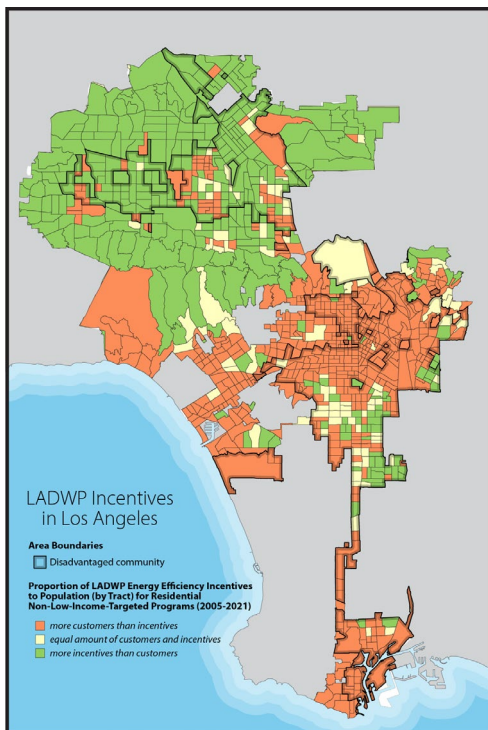 LADWP Incentives
in Los Angeles
Area Boundaries
Disadvantaged community
Proportion of LADWP Energy Efficiency Incentives
to Population (by Tract) for Residential
Non-Low-Income-Targeted Programs (2005-2021)
more customers than incentives
equal amount of customers and incentives
more incentives than customers